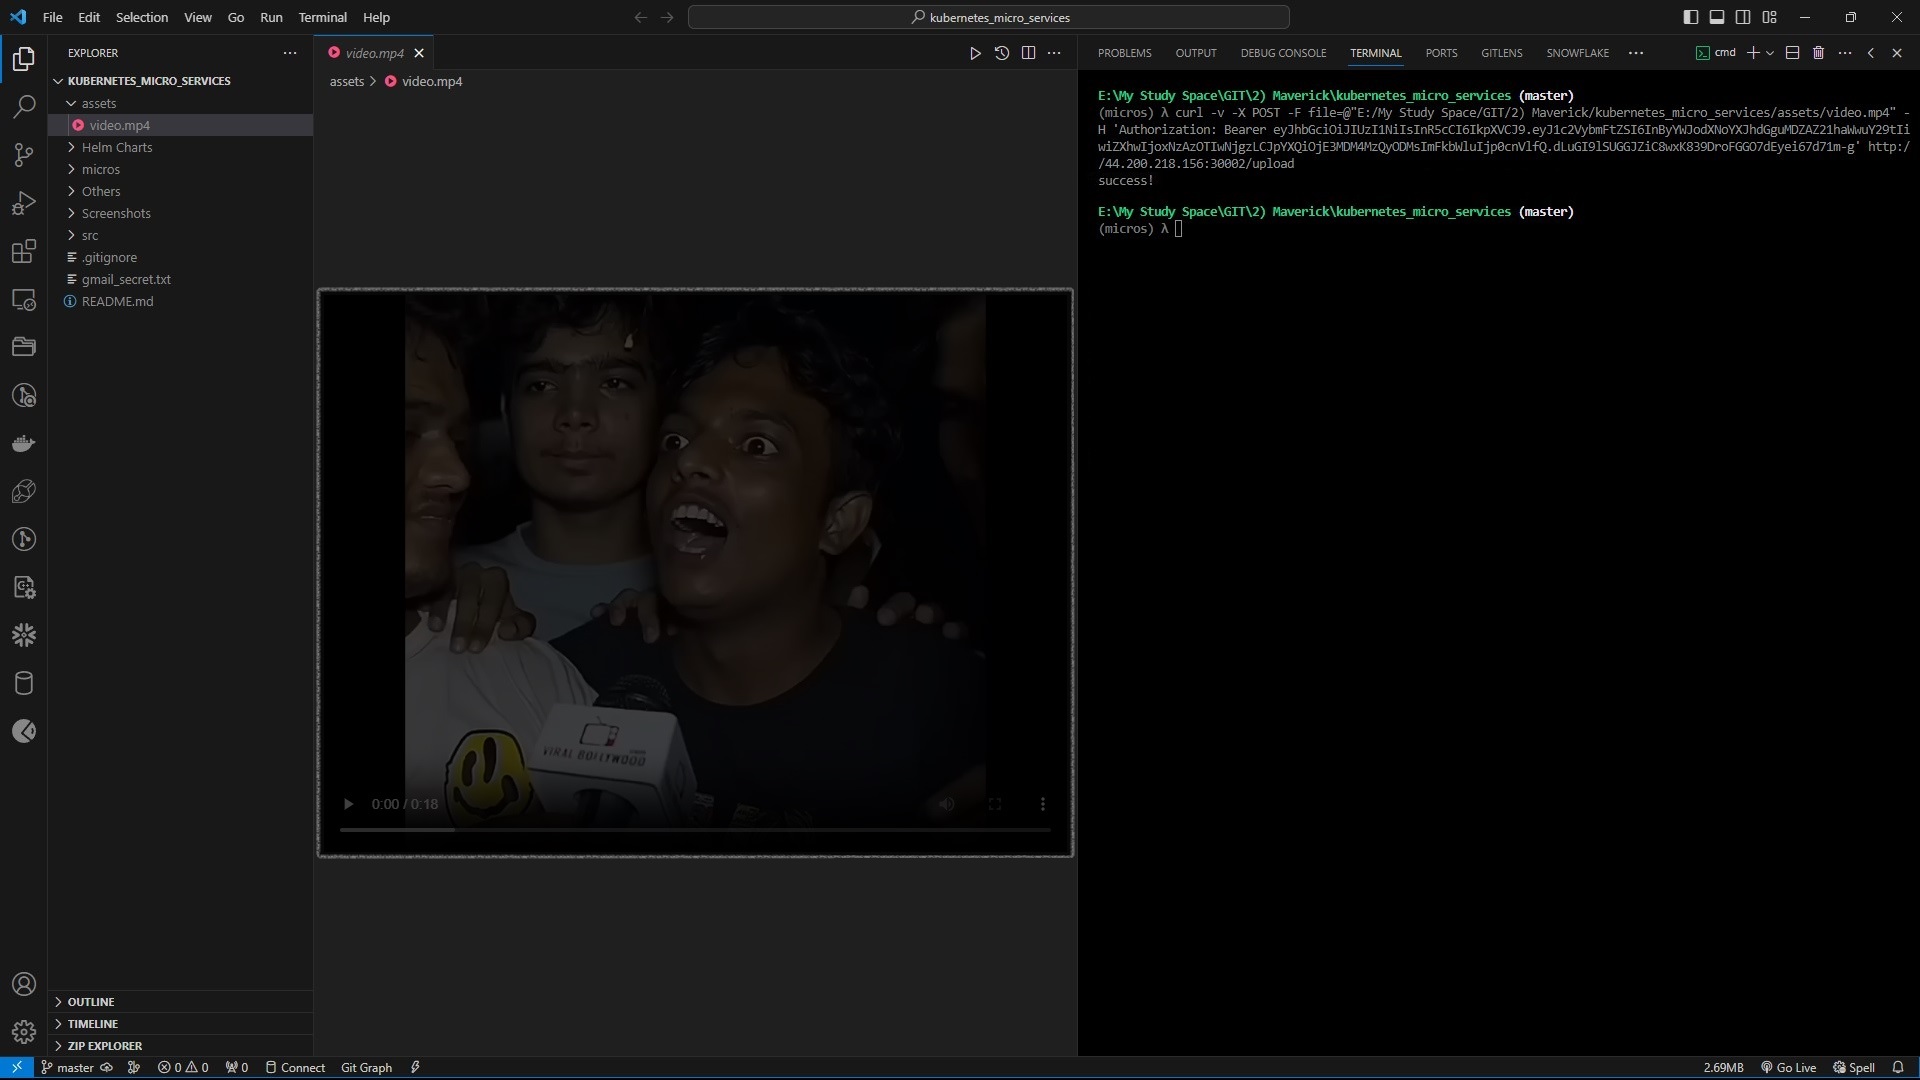 File Edit Selection View Go Run Terminal Help
kubernetes_micro_services
EXPLORER
KUBERNETES_MICRO_SERVICES
assets
video.mp4
Helm Charts
micros
Others
Screenshots
src
.gitignore
gmail_secret.txt
README.md
OUTLINE
TIMELINE
ZIP EXPLORER
video.mp4
assets > video.mp4
VIRAL BOLLYWOOD
0:00 / 0:18
PROBLEMS OUTPUT DEBUG CONSOLE TERMINAL PORTS GITLENS SNOWFLAKE
cmd
E:\My Study Space\GIT\2) Maverick\kubernetes_micro_services (master)
(micros) λ curl -v -X POST -F file=@"E:/My Study Space/GIT/2) Maverick/kubernetes_micro_services/assets/video.mp4" -
H 'Authorization: Bearer
http:/
/44.200.218.156:30002/upload
success!
E:\My Study Space\GIT\2) Maverick\kubernetes_micro_services (master)
(micros) λ
master 0 0 0 Connect Git Graph
2.69MB Go Live Spell